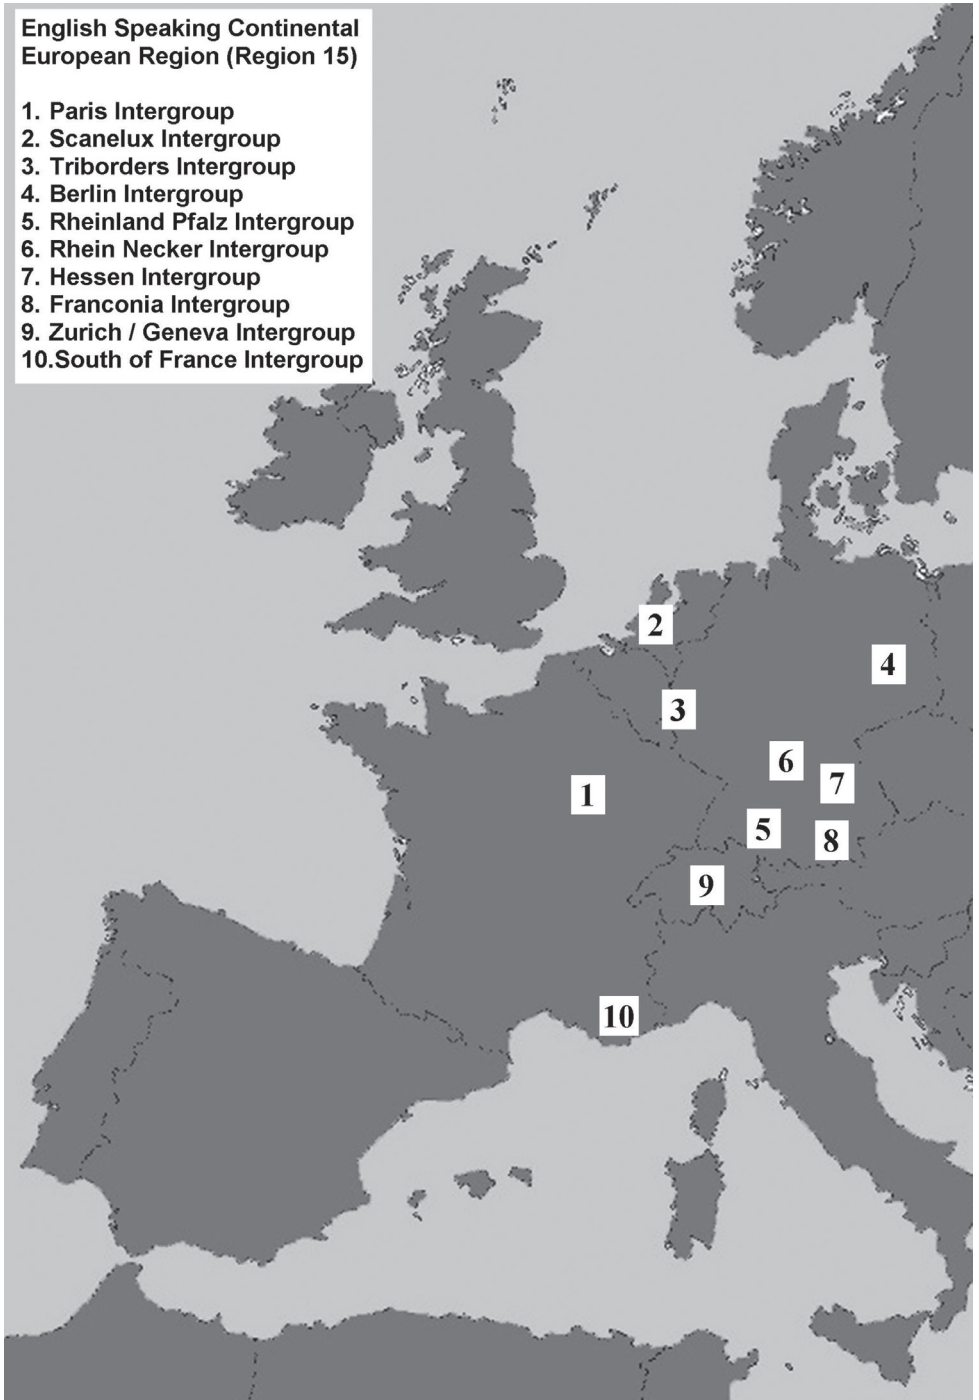 English Speaking Continental
European Region (Region 15)
1. Paris Intergroup
2. Scanelux Intergroup
3. Triborders Intergroup
4. Berlin Intergroup
5. Rheinland Pfalz Intergroup
6. Rhein Necker Intergroup
7. Hessen Intergroup
8. Franconia Intergroup
9. Zurich / Geneva Intergroup
10.South of France Intergroup
2
4
3
6
7
1
5
8
9
10